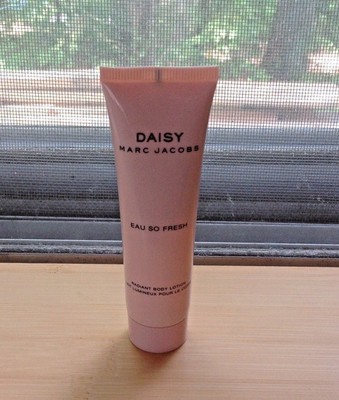 DAISY
MARC JACOBS
EAU SO FRESH
RADIANT BODY LOTION
LUMINEUX POUR LE